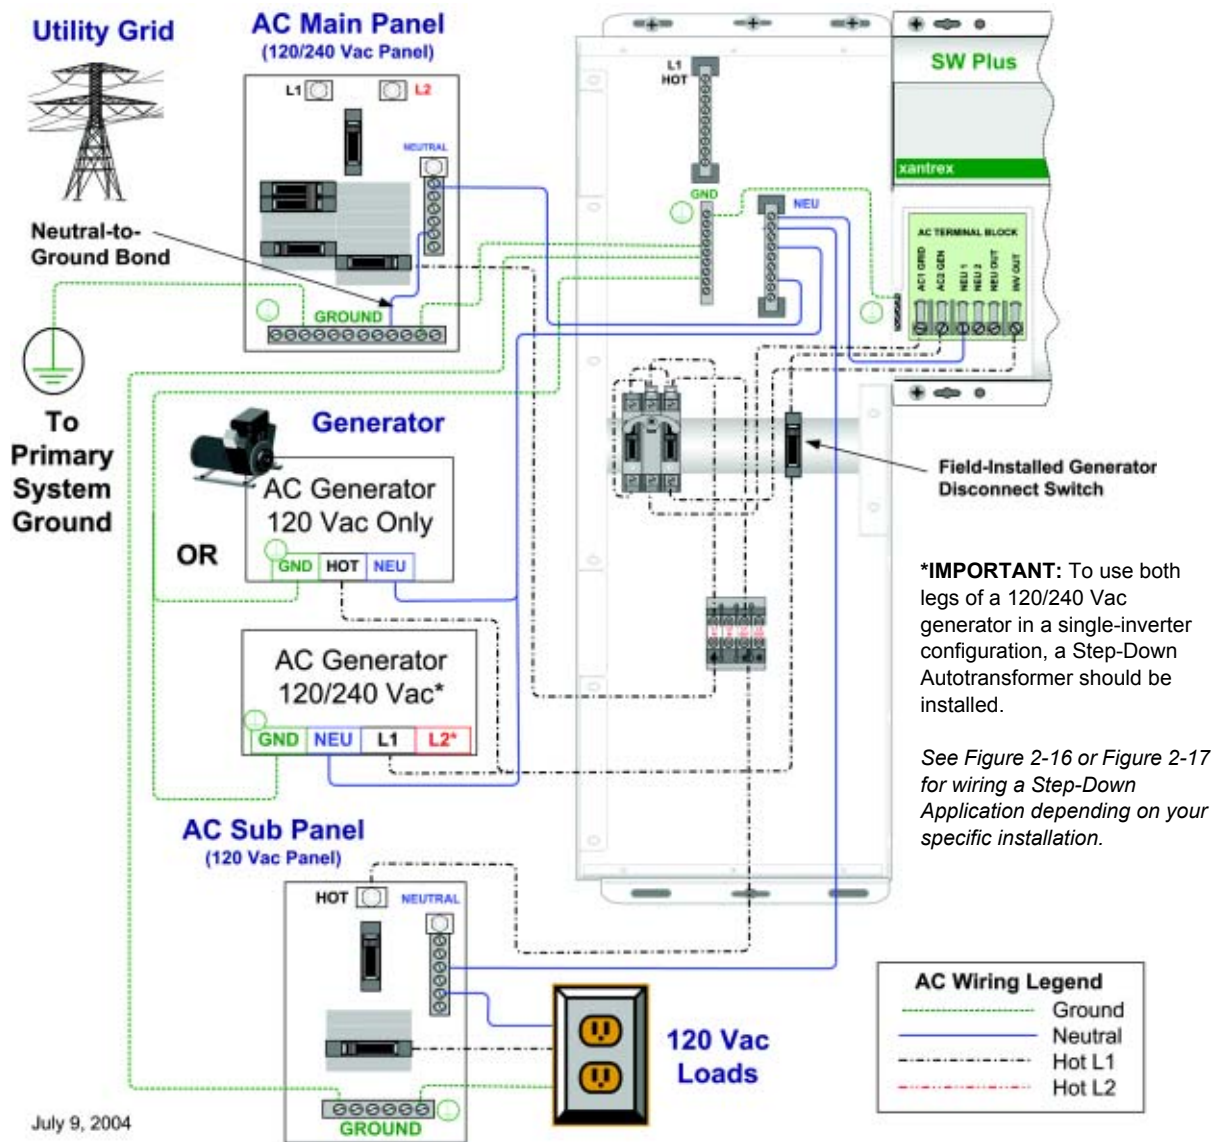 Utility Grid
AC Main Panel
(120/240 Vac Panel)
L1
L2
NEUTRAL
Neutral-to-
Ground Bond
GROUND
To
Primary
System
Ground
L1
HOT
GND
NEU
SW Plus
xantrex
AC TERMINAL BLOCK
AC1 GRID
AC2 GEN
NEU 1
NEU 2
NEU OUT
INV OUT
Generator
AC Generator
120 Vac Only
GND
HOT
NEU
OR
AC Generator
120/240 Vac*
GND
NEU
L1
L2*
Field-Installed Generator
Disconnect Switch
*IMPORTANT: To use both
legs of a 120/240 Vac
generator in a single-inverter
configuration, a Step-Down
Autotransformer should be
installed.
See Figure 2-16 or Figure 2-17
for wiring a Step-Down
Application depending on your
specific installation.
AC Sub Panel
(120 Vac Panel)
HOT
NEUTRAL
GROUND
120 Vac
Loads
AC Wiring Legend
Ground
Neutral
Hot L1
Hot L2
July 9, 2004